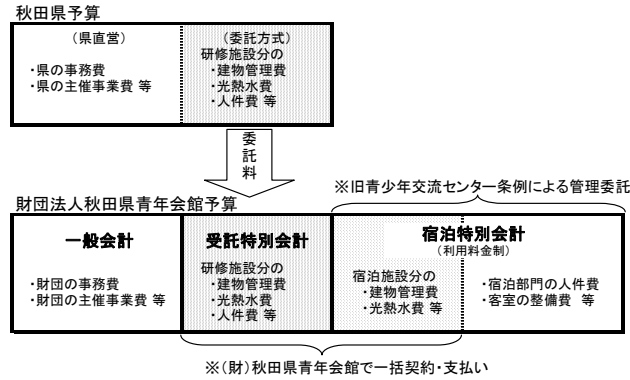 秋田県予算
（県直営）
・県の事務費
・県の主催事業費 等
（委託方式）
研修施設分の
・建物管理費
・光熱水費
・人件費 等
委託料
※旧青少年交流センター条例による管理委託
財団法人秋田県青年会館予算
一般会計
・財団の事務費
・財団の主催事業費 等
受託特別会計
研修施設分の
・建物管理費
・光熱水費
・人件費 等
宿泊特別会計
（利用料金制）
宿泊施設分の
・建物管理費
・光熱水費 等
・宿泊部門の人件費
・客室の整備費 等
※(財)秋田県青年会館で一括契約・支払い